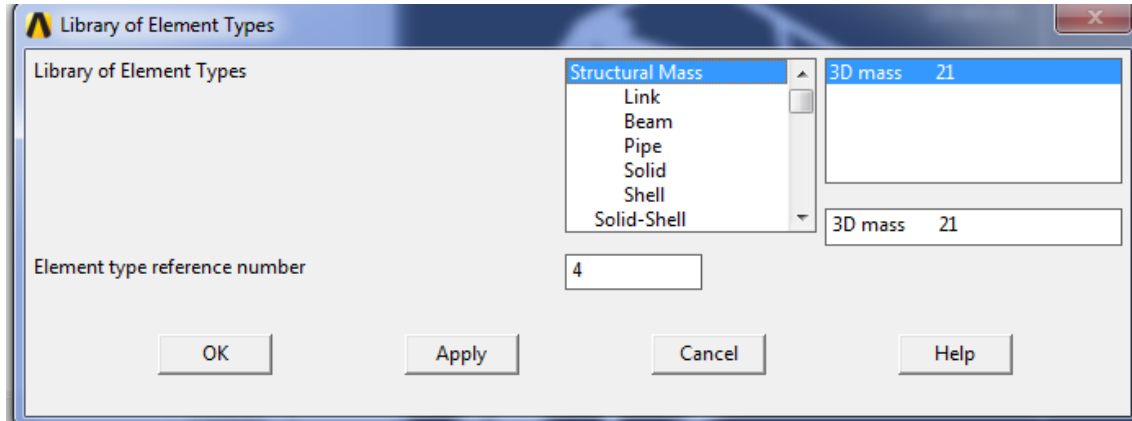 Library of Element Types
Library of Element Types
Structural Mass
Link
Beam
Pipe
Solid
Shell
Solid-Shell
3D mass 21
3D mass 21
Element type reference number
4
OK Apply Cancel Help